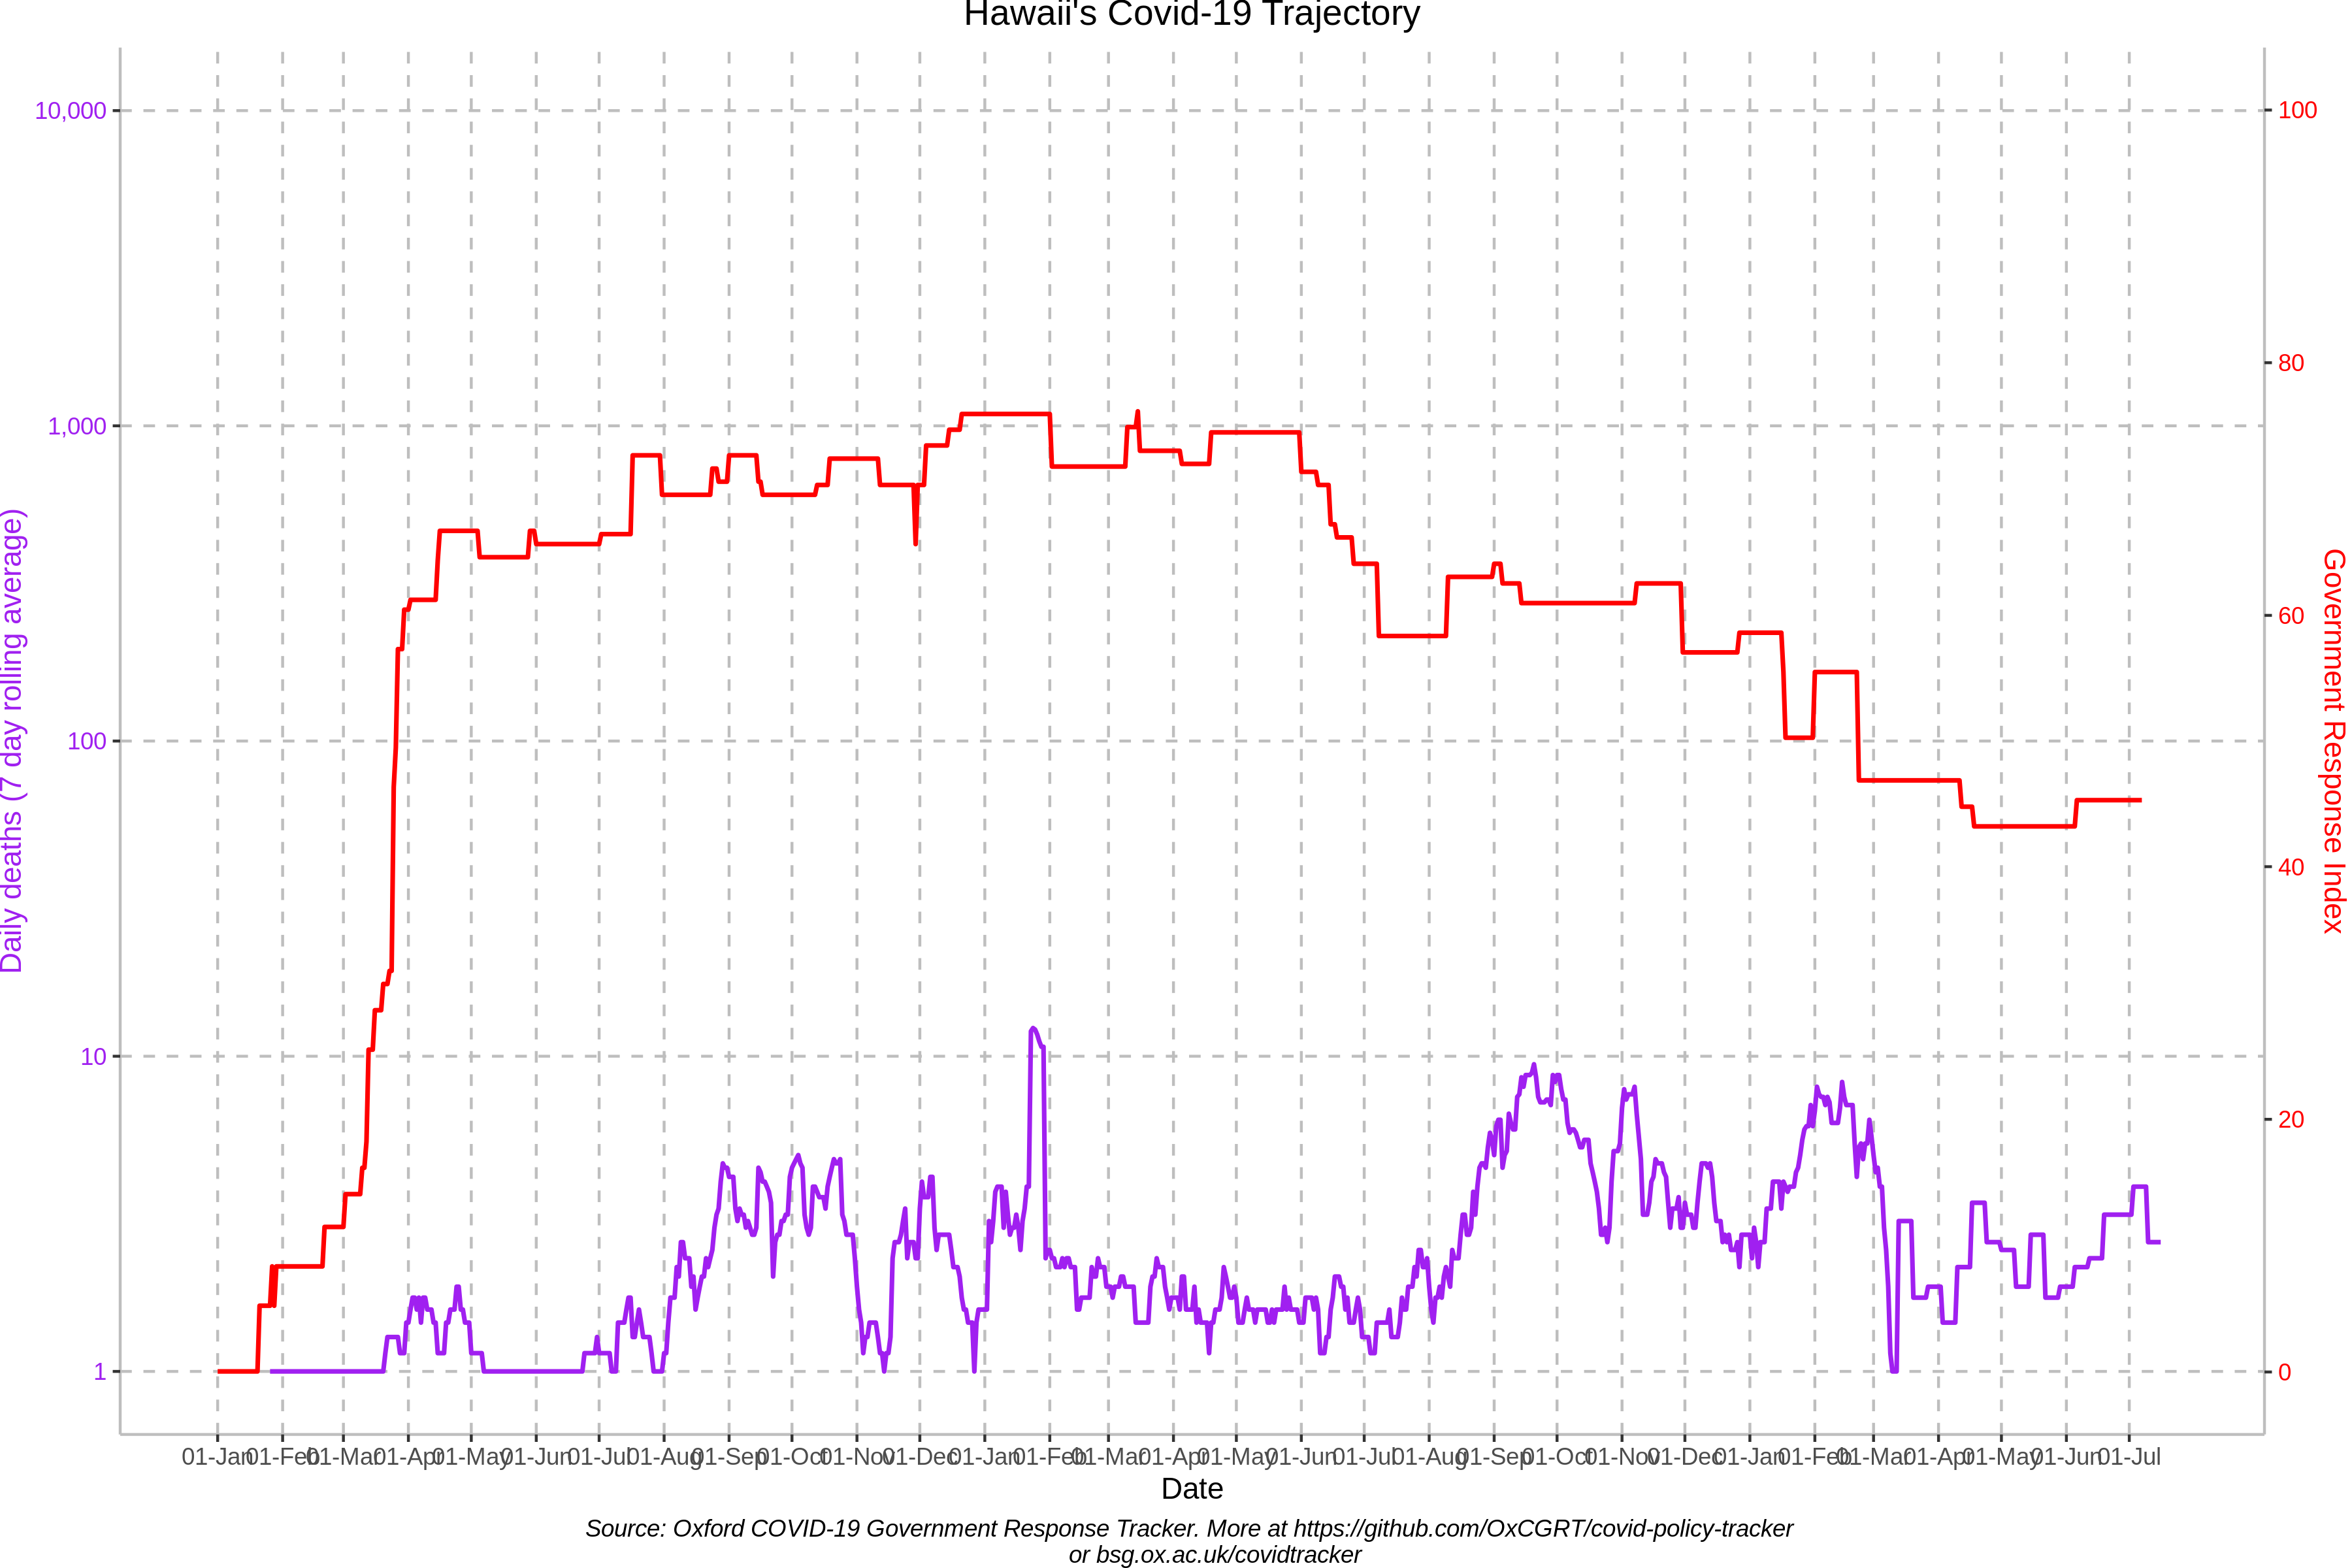 Hawaii's Covid-19 Trajectory
10,000
1,000
100
10
1
Daily deaths (7 day rolling average)
100
80
60
40
20
0
Government Response Index
01-Jan 01-Feb 01-Mar 01-Apr 01-May 01-Jun 01-Jul 01-Aug 01-Sep 01-Oct 01-Nov 01-Dec 01-Jan 01-Feb 01-Mar 01-Apr 01-May 01-Jun 01-Jul 01-Aug 01-Sep 01-Oct 01-Nov 01-Dec 01-Jan 01-Feb 01-Mar 01-Apr 01-May 01-Jun 01-Jul
Date
Source: Oxford COVID-19 Government Response Tracker. More at https://github.com/OxCGRT/covid-policy-tracker
or bsg.ox.ac.uk/covidtracker